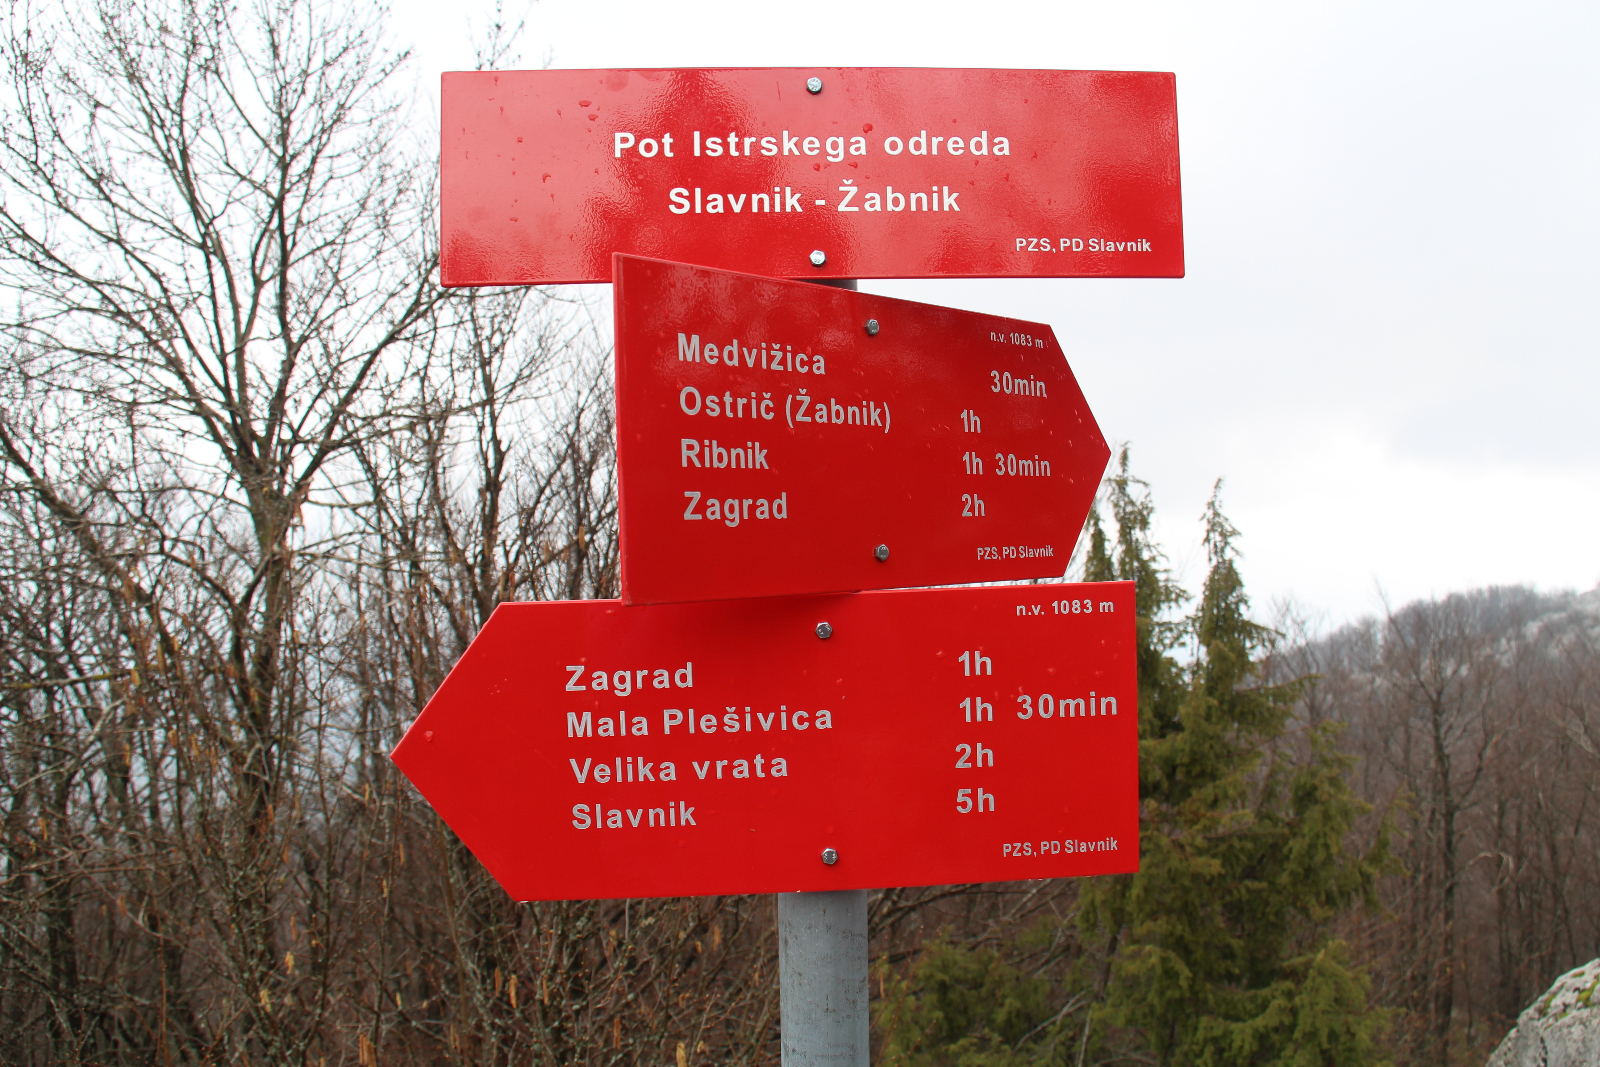 Pot Istrskega odreda
Slavnik - Žabnik
PZS, PD Slavnik
n.v. 1083 m
Medvižica 30min
Ostrič (Žabnik) 1h
Ribnik 1h 30min
Zagrad 2h
PZS, PD Slavnik
n.v. 1083 m
Zagrad 1h
Mala Plešivica 1h 30min
Velika vrata 2h
Slavnik 5h
PZS, PD Slavnik